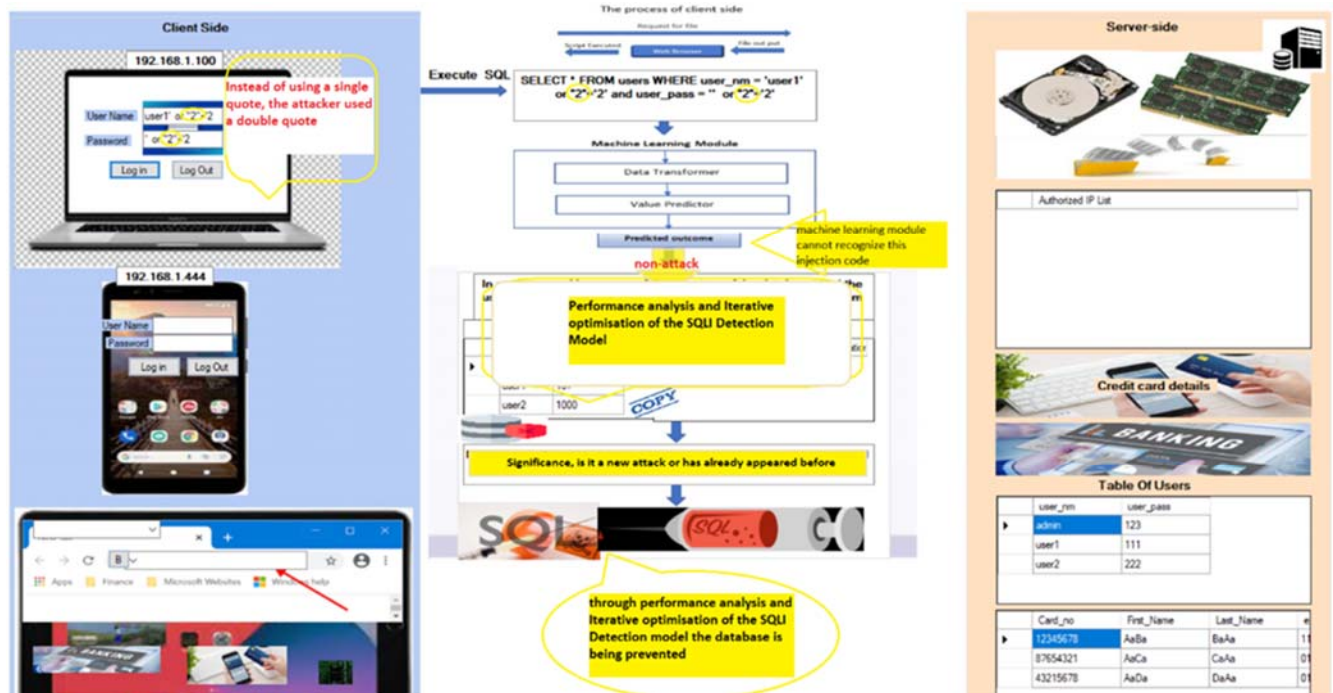 Client Side
192.168.1.100
Instead of using a single
quote, the attacker used
a double quote
User Name
user1' or "2"='2
Password
' or "2"='2
Log in
Log Out
192.168.1.444
User Name
Password
Log in
Log Out
B
Apps
Finance
Microsoft Websites
Windows help
BANKING
The process of client side
Request for file
Script Executed
Web Browser
File out put
Execute SQL
SELECT * FROM users WHERE user_nm = 'user1'
or "2"='2' and user_pass = '' or "2"='2'
Machine Learning Module
Data Transformer
Value Predictor
Predicted outcome
machine learning module
cannot recognize this
injection code
non-attack
In
the
Performance analysis and Iterative
optimisation of the SQLI Detection
Model
user2
1000
COPY
Significance, is it a new attack or has already appeared before
SQL
SQL
through performance analysis and
Iterative optimisation of the SQLI
Detection model the database is
being prevented
Server-side
Authorized IP List
Credit card details
BANKING
Table Of Users
user_nm user_pass
admin 123
user1 111
user2 222
Card_no First_Name Last_Name
12345678 AaBa BaAa 11
87654321 AaCa CaAa 01
43215678 AaDa DaAa 01